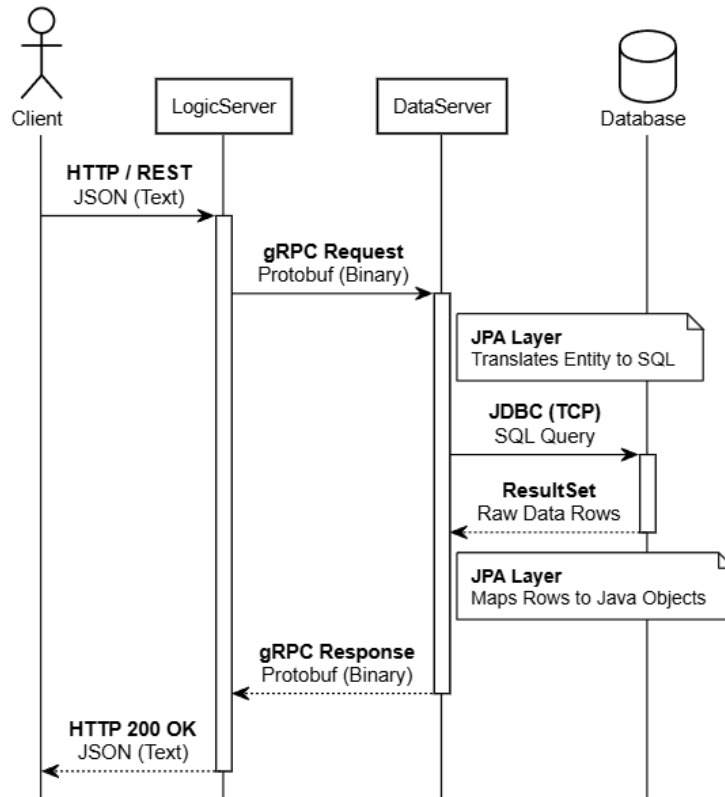 Client
LogicServer
DataServer
Database
HTTP / REST
JSON (Text)
gRPC Request
Protobuf (Binary)
JPA Layer
Translates Entity to SQL
JDBC (TCP)
SQL Query
ResultSet
Raw Data Rows
JPA Layer
Maps Rows to Java Objects
gRPC Response
Protobuf (Binary)
HTTP 200 OK
JSON (Text)